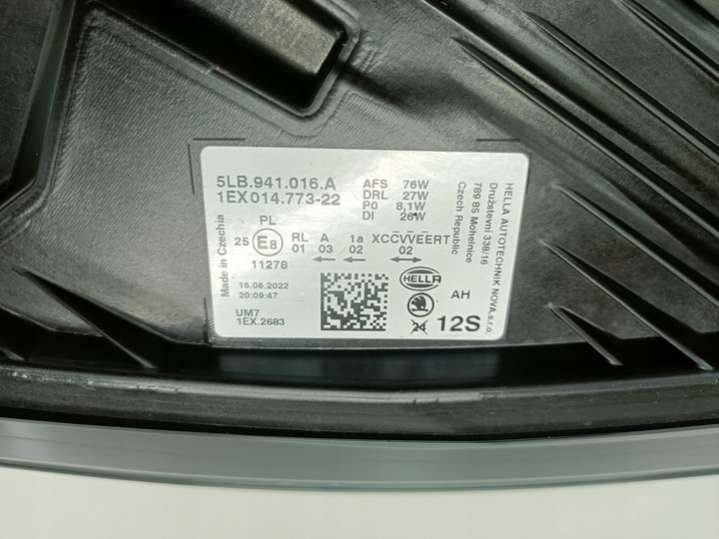 5LB.941.016.A
1EX 014.773-22
AFS 76W
DRL 27W
P0 8,1W
DI 26W
Made in Czechia
PL
25 E8
11278
RL A 1a XCCVVEERT
01 03 02 02
← ← ↔ ↔
16.06.2022
20:09:47
UM7
1EX.2683
HELLA
AH
12S
HELLA AUTOTECHNIK NOVA,s.r.o.
Družstevní 338/16
789 85 Mohelnice
Czech Republic